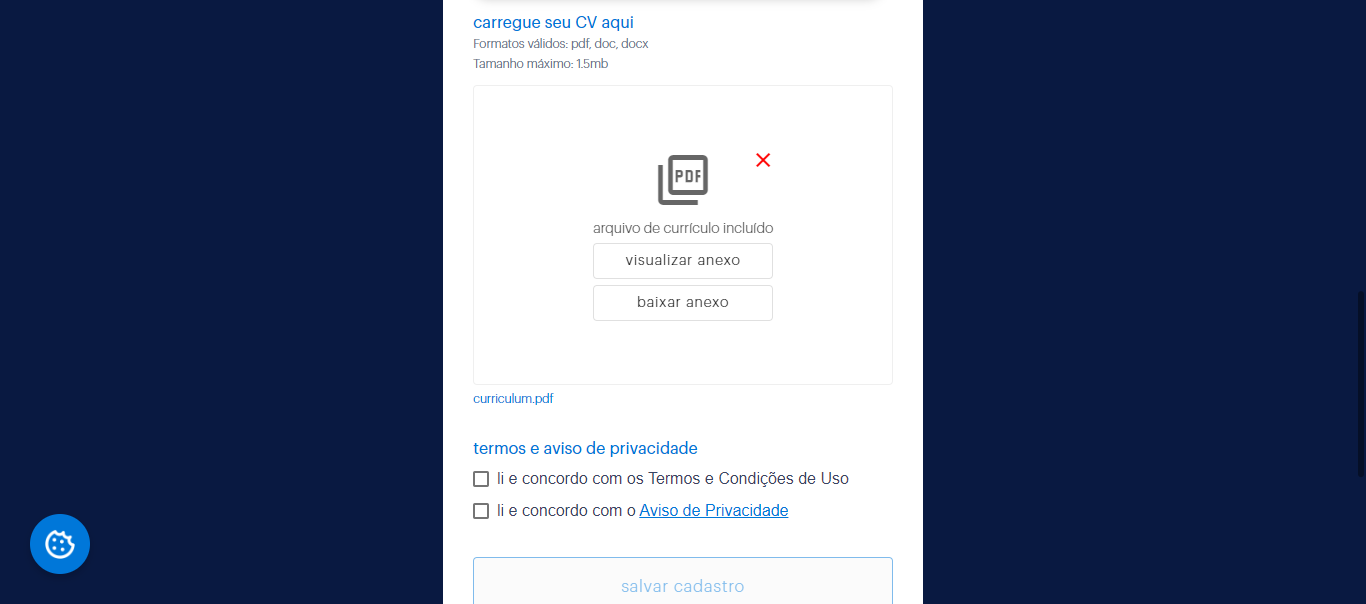 carregue seu CV aqui
Formatos válidos: pdf, doc, docx
Tamanho máximo: 1.5mb
PDF
arquivo de currículo incluído
visualizar anexo
baixar anexo
curriculum.pdf
termos e aviso de privacidade
li e concordo com os Termos e Condições de Uso
li e concordo com o Aviso de Privacidade
salvar cadastro